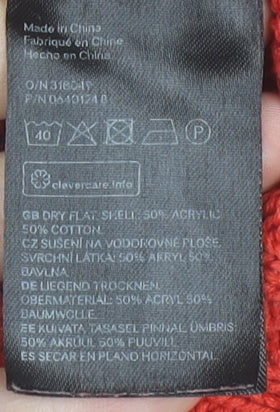 Made in China
Fabriqué en Chine
Hecho en China
O/N 318047
P/N 0640174 8
40 P
clevercare.info
GB DRY FLAT. SHELL: 50% ACRYLIC
50% COTTON.
CZ SUŠENÍ NA VODOROVNÉ PLOŠE.
SVRCHNÍ LÁTKA: 50% AKRYL 50%
BAVLNA.
DE LIEGEND TROCKNEN.
OBERMATERIAL: 50% ACRYL 50%
BAUMWOLLE.
EE KUIVATA TASASEL PINNAL. ÜMBRIS:
50% AKRÜÜL 50% PUUVILL.
ES SECAR EN PLANO HORIZONTAL.